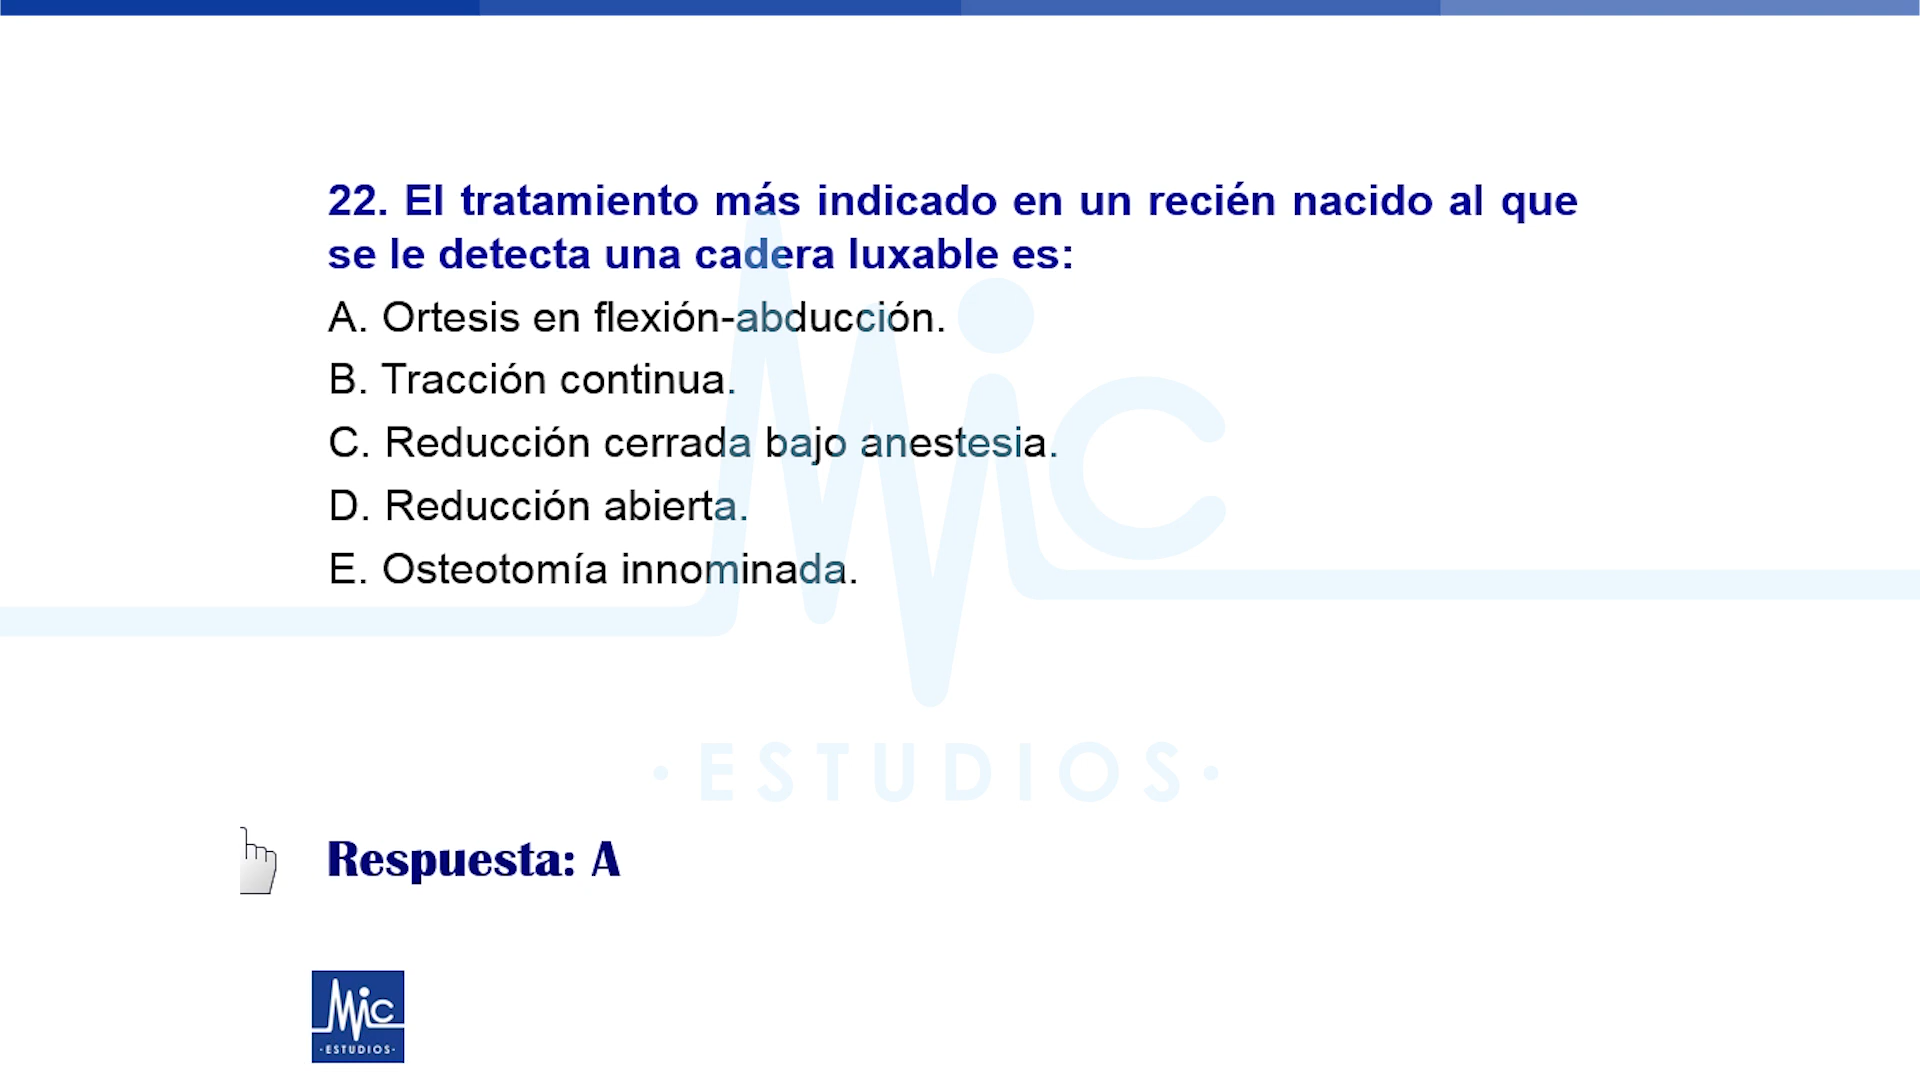 22. El tratamiento más indicado en un recién nacido al que
se le detecta una cadera luxable es:
A. Ortesis en flexión-abducción.
B. Tracción continua.
C. Reducción cerrada bajo anestesia.
D. Reducción abierta.
E. Osteotomía innominada.
Mic
·ESTUDIOS·
Respuesta: A
Mic
·ESTUDIOS·